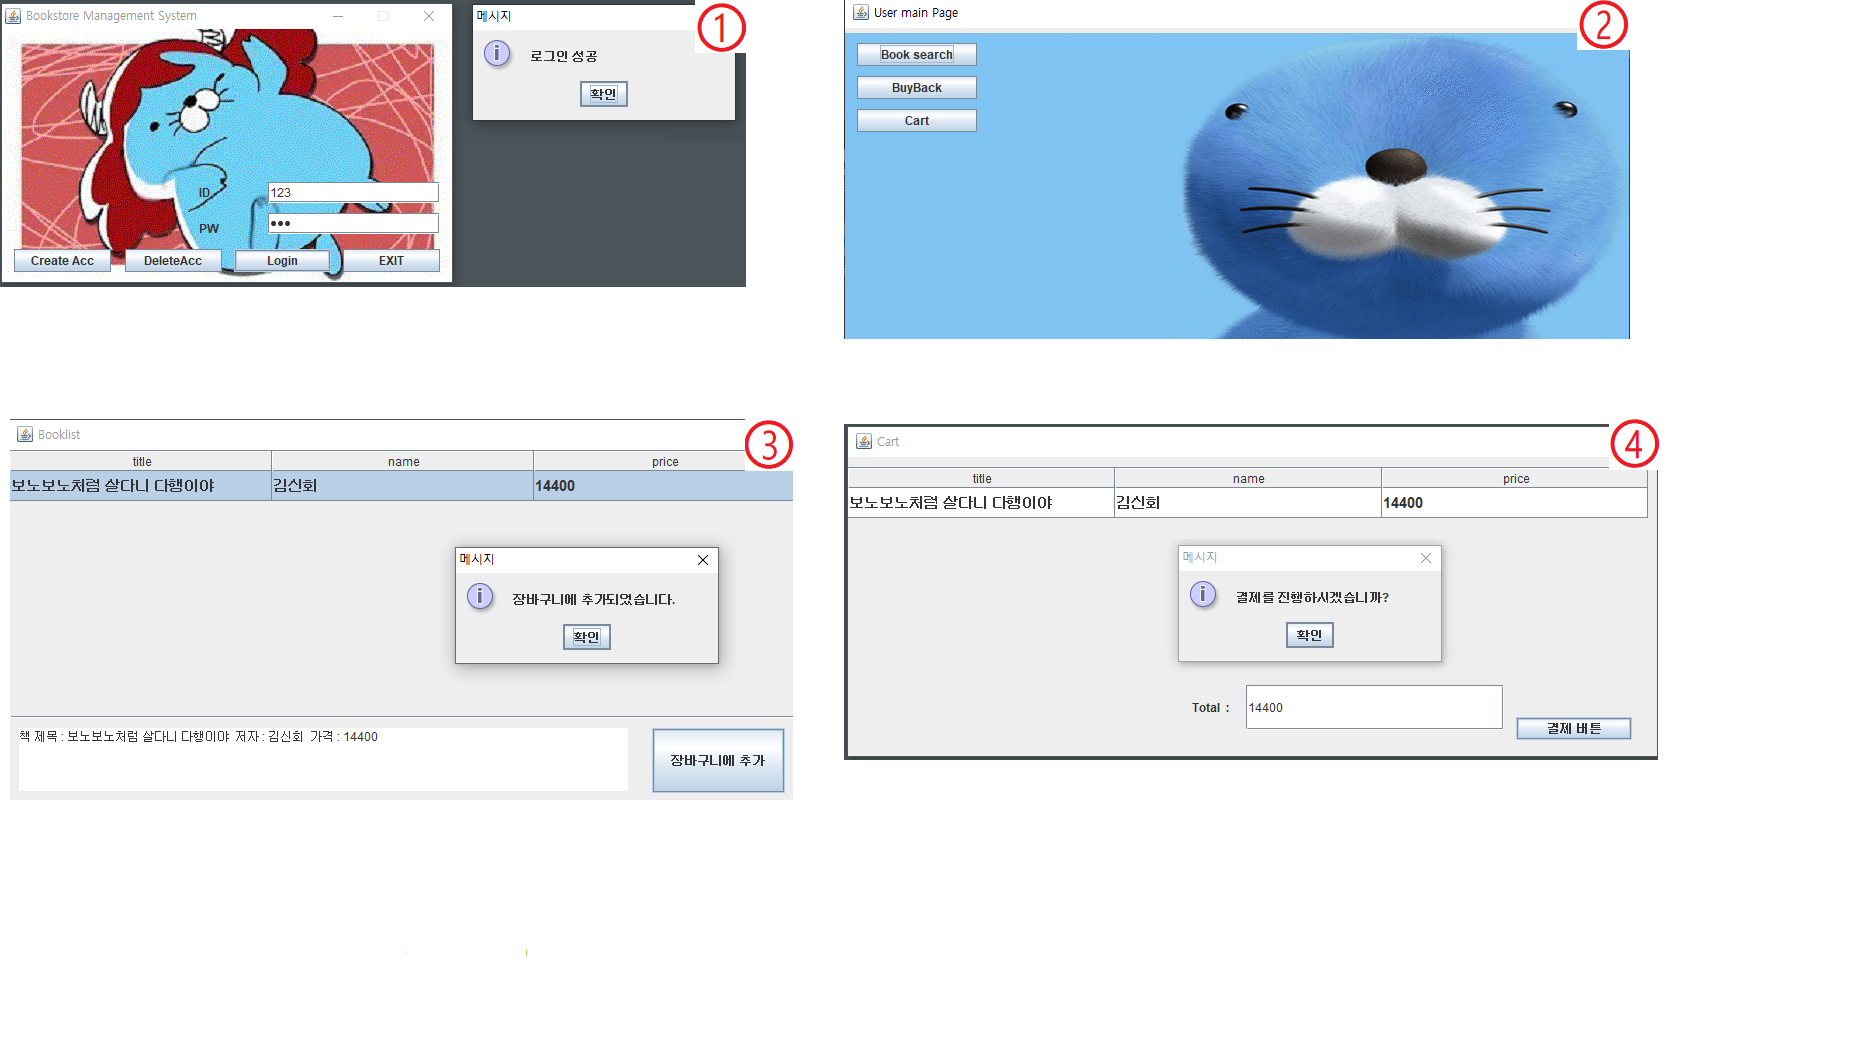 Bookstore Management System
메시지
①
로그인 성공
확인
ID
123
PW
●●●
Create Acc
DeleteAcc
Login
EXIT
User main Page
②
Book search
BuyBack
Cart
Booklist
③
title name price
보노보노처럼 살다니 다행이야 김신회 14400
메시지
장바구니에 추가되었습니다.
확인
책 제목 : 보노보노처럼 살다니 다행이야 저자 : 김신회 가격 : 14400
장바구니에 추가
Cart
④
title name price
보노보노처럼 살다니 다행이야 김신회 14400
메시지
결제를 진행하시겠습니까?
확인
Total : 14400
결제 버튼